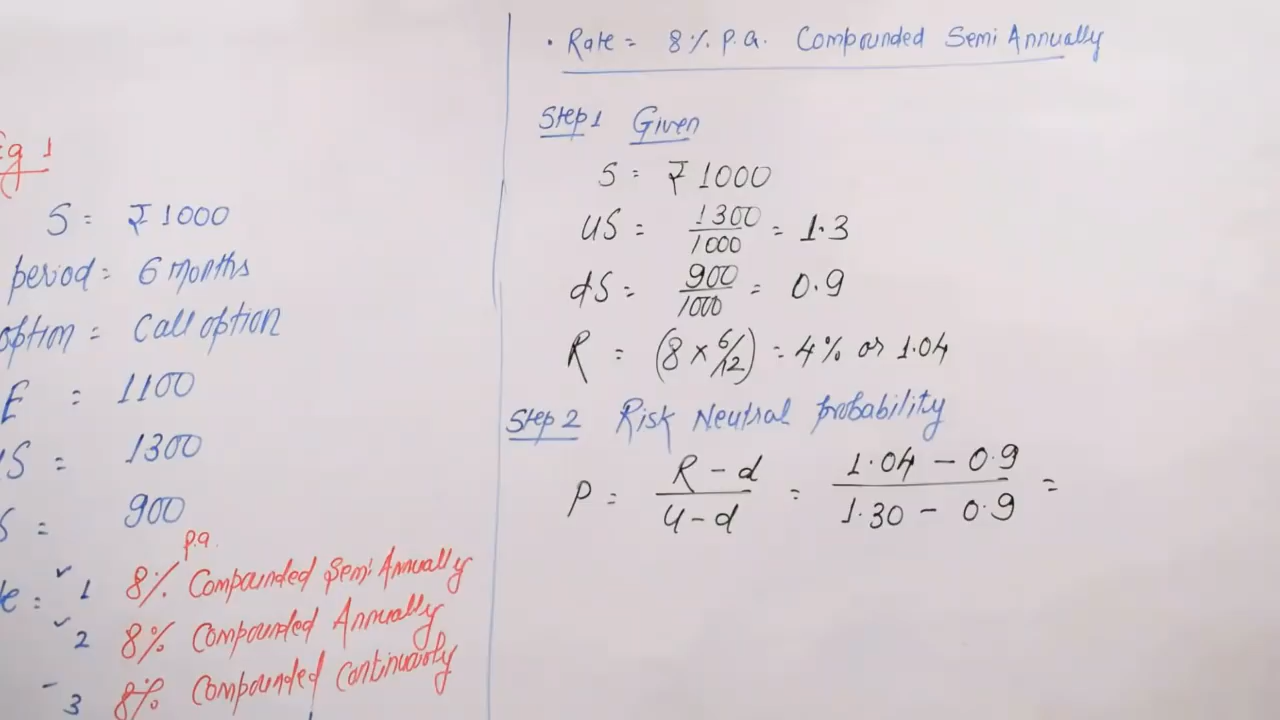 Eg 1
S = ₹1000
period = 6 months
option = Call option
E = 1100
US = 1300
S = 900
p.a.
1 8% Compounded Semi Annually
2 8% Compounded Annually
3 8% Compounded Continuously
• Rate = 8% P.a. Compounded Semi Annually
Step 1 Given
S = ₹1000
US = 1300/1000 = 1.3
dS = 900/1000 = 0.9
R = (8 × 6/12) = 4% or 1.04
Step 2 Risk Neutral probability
P = R - d / u - d = 1.04 - 0.9 / 1.30 - 0.9 =